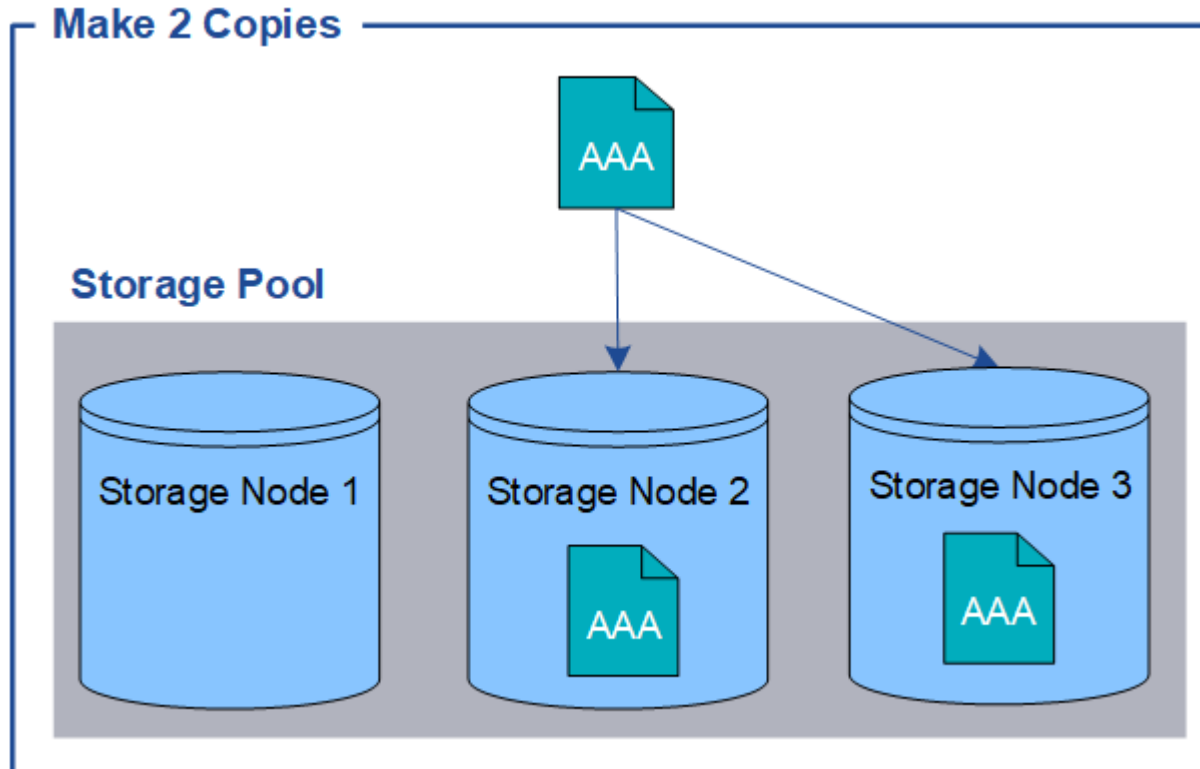 Make 2 Copies
AAA
Storage Pool
Storage Node 1
Storage Node 2
Storage Node 3
AAA
AAA